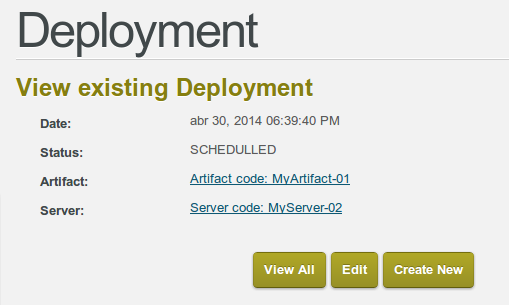 Deployment
View existing Deployment
Date: abr 30, 2014 06:39:40 PM
Status: SCHEDULLED
Artifact: Artifact code: MyArtifact-01
Server: Server code: MyServer-02
View All Edit Create New